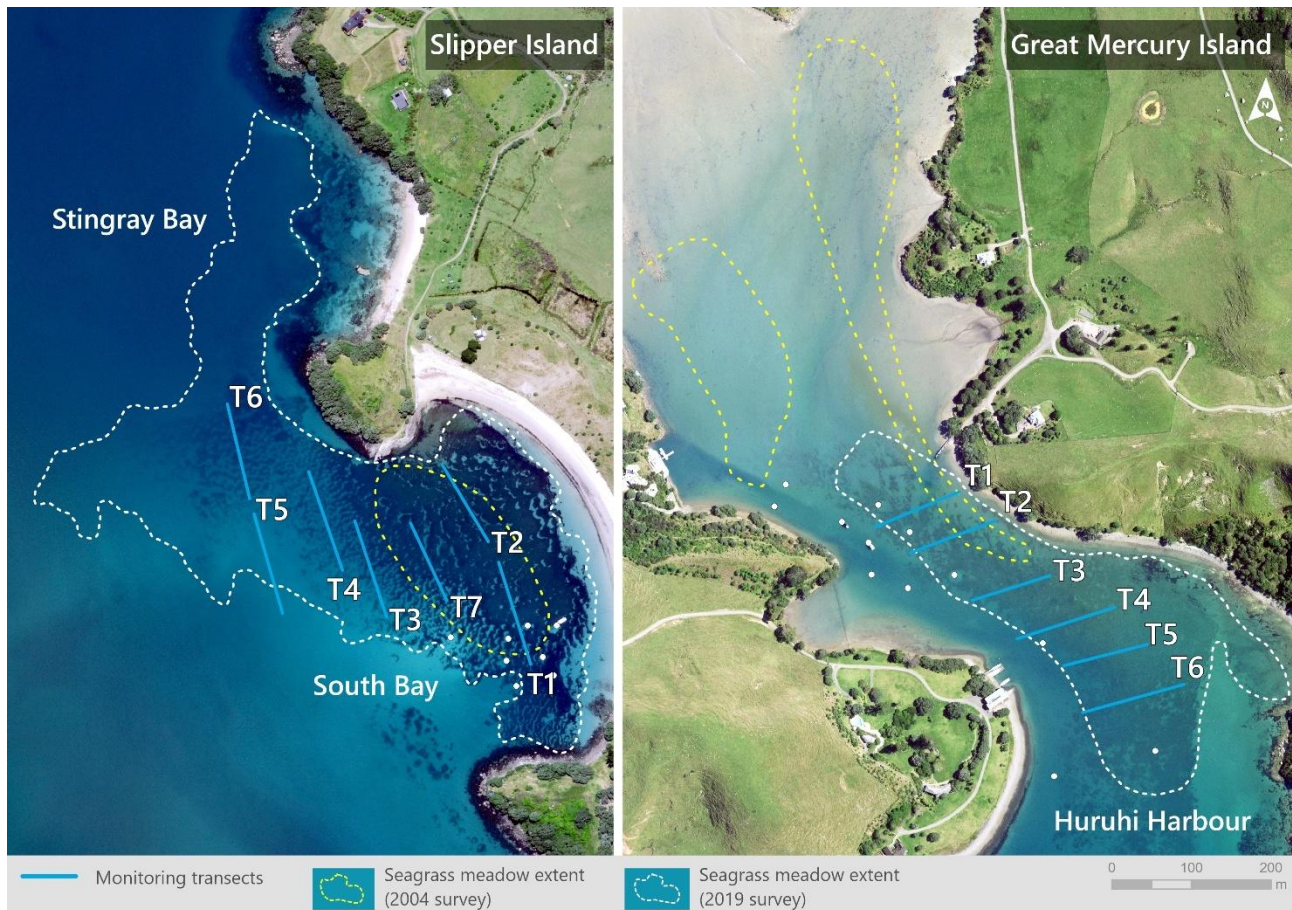 Slipper Island
Stingray Bay
T6
T5
T4
T3
T7
T2
T1
South Bay
Great Mercury Island
N
T1
T2
T3
T4
T5
T6
Huruhi Harbour
Monitoring transects
Seagrass meadow extent
(2004 survey)
Seagrass meadow extent
(2019 survey)
0 100 200
m